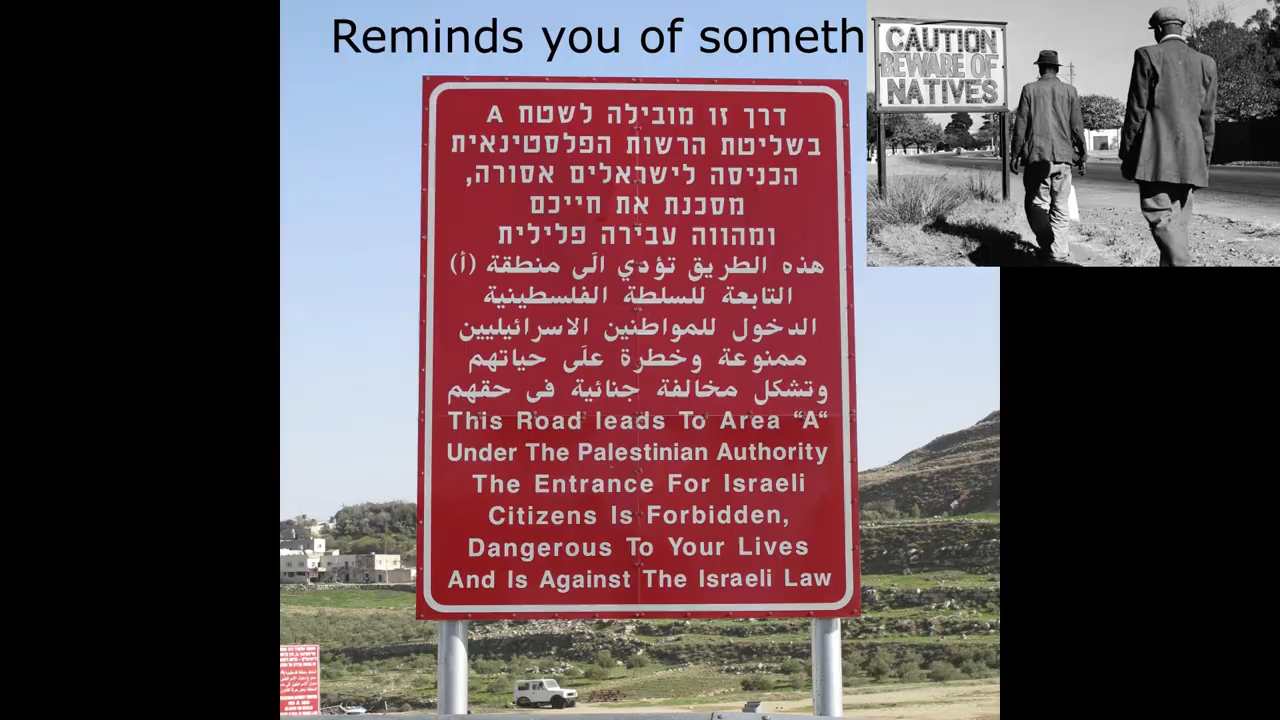 Reminds you of someth
CAUTION
BEWARE OF
NATIVES
דרך זו מובילה לשטח A
בשליטת הרשות הפלסטינאית
הכניסה לישראלים אסורה,
מסכנת את חייכם
ומהווה עבירה פלילית
هذه الطريق تؤدي الَى منطقة (أ)
التابعة للسلطة الفلسطينية
الدخول للمواطنين الاسرائيليين
ممنوعة وخطرة علَى حياتهم
وتشكل مخالفة جنائية فى حقهم
This Road leads To Area “A“
Under The Palestinian Authority
The Entrance For Israeli
Citizens Is Forbidden,
Dangerous To Your Lives
And Is Against The Israeli Law